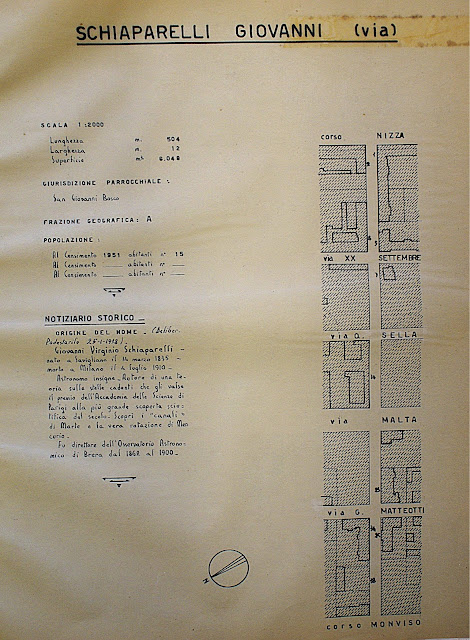 SCHIAPARELLI GIOVANNI (via)
SCALA 1:2000
Lunghezza m. 504
Larghezza m. 12
Superficie m² 6.048
GIURISDIZIONE PARROCCHIALE :
San Giovanni Bosco
FRAZIONE GEOGRAFICA: A
POPOLAZIONE :
Al Censimento 1951 abitanti n° 15
Al Censimento abitanti n°
Al Censimento abitanti n°
NOTIZIARIO STORICO
ORIGINE DEL NOME - (Deliber.
Podestarile
Giovanni Virginio Schiaparelli -
nato a Savigliano il 14 marzo 1835 -
morto a Milano il 4 luglio 1910 -
Astronomo insigne. Autore di una te-
oria sulle stelle cadenti che gli valse
il premio dell'Accademia delle Scienze di
Parigi alla più grande scoperta scien-
tifica del secolo. Scoprì i "canali"
di Marte e la vera rotazione di Mer
curio.
Fu direttore dell'Osservatorio Astrono-
mico di Brera dal 1862 al 1900.
corso NIZZA
via XX SETTEMBRE
via Q. SELLA
via MALTA
via G. MATTEOTTI
corso MONVISO
N